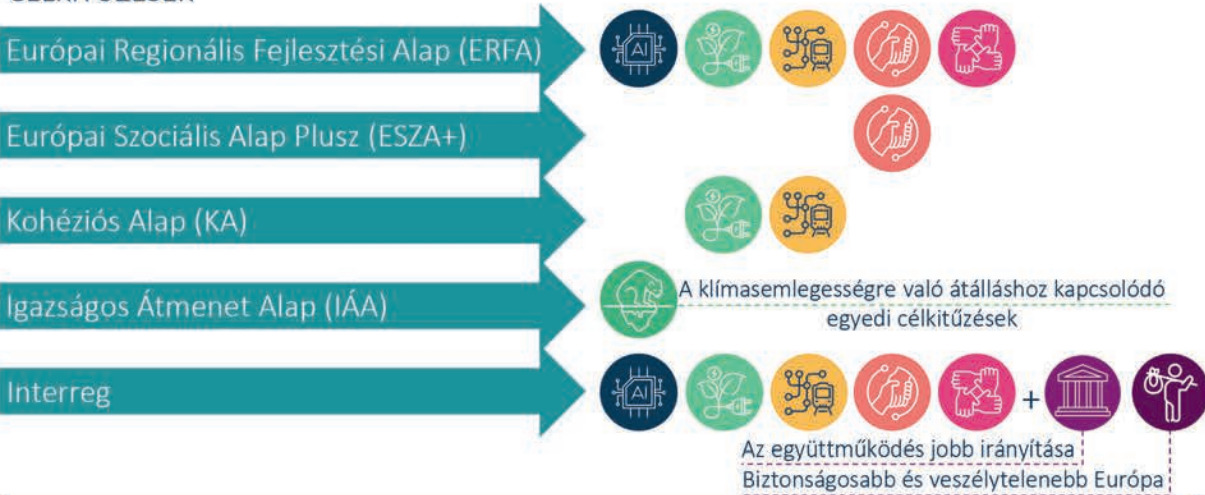 Európai Regionális Fejlesztési Alap (ERFA)
AI
Európai Szociális Alap Plusz (ESZA+)
Kohéziós Alap (KA)
Igazságos Átmenet Alap (IÁA)
A klímasemlegességre való átálláshoz kapcsolódó
egyedi célkitűzések
Interreg
AI
+
Az együttműködés jobb irányítása
Biztonságosabb és veszélytelenebb Európa